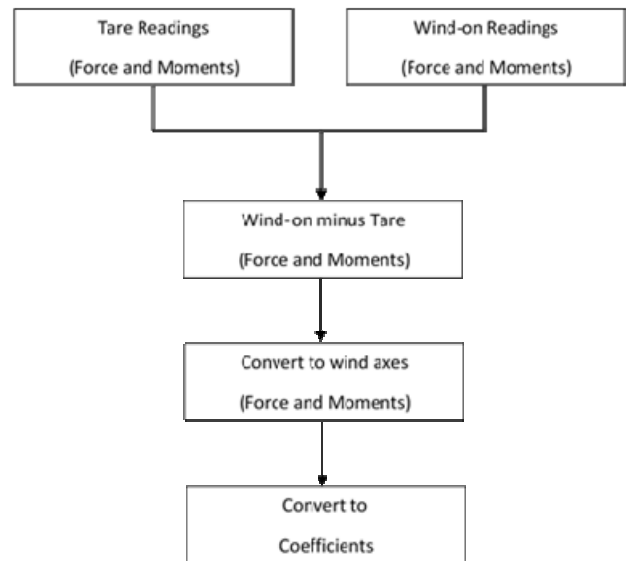 Tare Readings
(Force and Moments)
Wind-on Readings
(Force and Moments)
Wind-on minus Tare
(Force and Moments)
Convert to wind axes
(Force and Moments)
Convert to
Coefficients